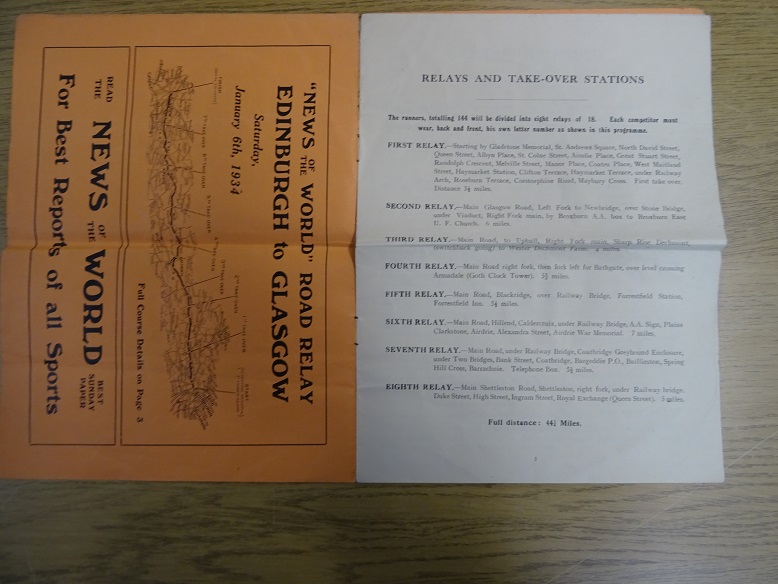 "NEWS OF THE WORLD" ROAD RELAY
EDINBURGH to GLASGOW
Saturday,
January 6th, 1934
Full Course Details on Page 3
READ THE NEWS OF THE WORLD BEST SUNDAY PAPER
For Best Reports of all Sports
RELAYS AND TAKE-OVER STATIONS
The runners, totalling 144 will be divided into eight relays of 18. Each competitor must
wear, back and front, his own letter number as shown in this programme.
FIRST RELAY.—Starting by Gladstone Memorial, St. Andrews Square, North David Street,
Queen Street, Albyn Place, St. Colme Street, Ainslie Place, Great Stuart Street,
Randolph Crescent, Melville Street, Manor Place, Coates Place, West Maitland
Street, Haymarket Station, Clifton Terrace, Haymarket Terrace, under Railway
Arch, Roseburn Terrace, Corstorphine Road, Maybury Cross. First take over.
Distance miles.
SECOND RELAY.—Main Glasgow Road, Left Fork to Newbridge, over Stone Bridge,
under Viaduct, Right Fork main, by Broxburn A.A. box to Broxburn East
U. F. Church. 6 miles.
THIRD RELAY.—Main Road, to Uphall, Right Fork main, Sharp Rise Dechmont,
(switchback going) to Wester Dechmont Farm. 4 miles.
FOURTH RELAY.—Main Road right fork, then fork left for Bathgate, over level crossing
Armadale (Clock Tower). miles.
FIFTH RELAY.—Main Road, Blackridge, over Railway Bridge, Forrestfield Station,
Forrestfield Inn. miles.
SIXTH RELAY.—Main Road, Hillend, Caldercruix, under Railway Bridge, A.A. Sign, Plains
Clarkstone, Airdrie, Alexandra Street, Airdrie War Memorial. 7 miles.
SEVENTH RELAY.—Main Road, under Railway Bridge, Coatbridge Greyhound Enclosure,
under Two Bridges, Bank Street, Coatbridge, Bargeddie P.O., Baillieston, Spring
Hill Cross, Barrachnie. Telephone Box. miles.
EIGHTH RELAY.—Main Shettleston Road, Shettleston, right fork, under Railway bridge.
Duke Street, High Street, Ingram Street, Royal Exchange (Queen Street). miles.
Full distance: Miles.
3